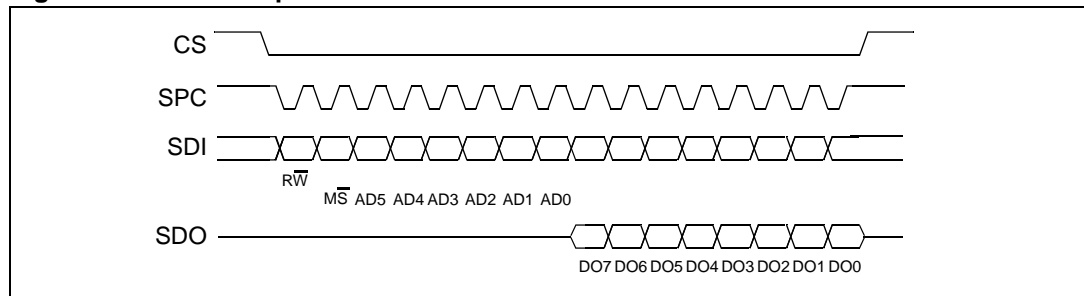 CS
SPC
SDI
RW̅
MS̅ AD5 AD4 AD3 AD2 AD1 AD0
SDO
DO7 DO6 DO5 DO4 DO3 DO2 DO1 DO0